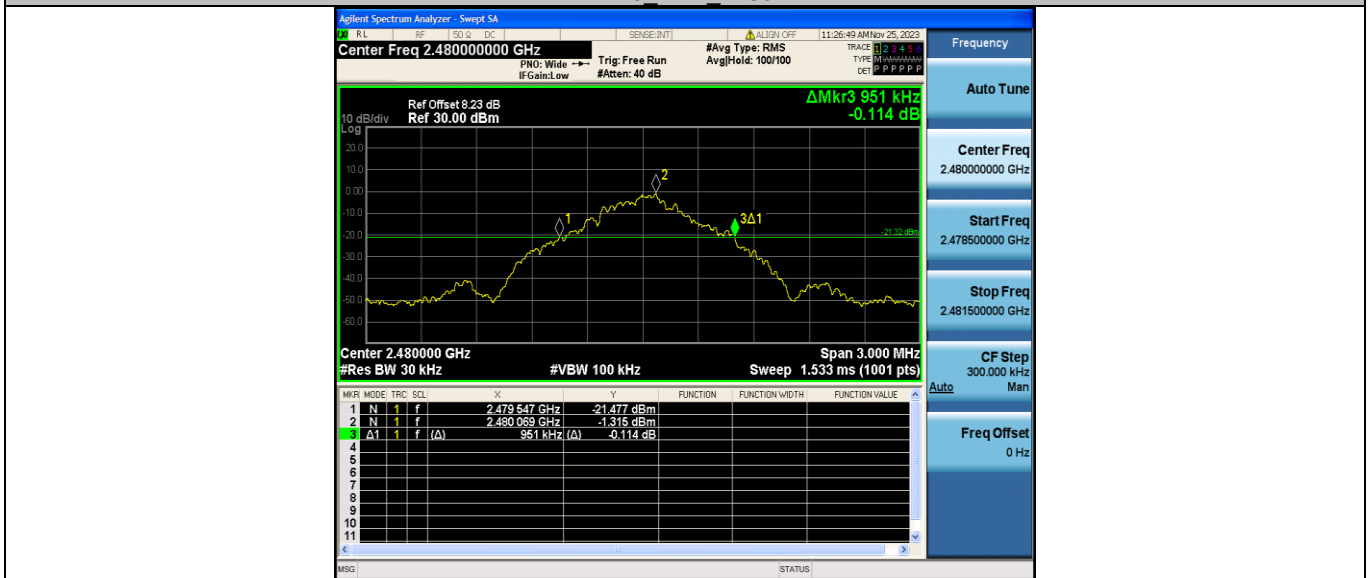 Agilent Spectrum Analyzer - Swept SA
RL RF 50 Ω DC SENSE:INT ALIGN OFF 11:26:49 AM Nov 25, 2023
Center Freq 2.480000000 GHz
PNO: Wide
IFGain:Low
Trig: Free Run
#Atten: 40 dB
#Avg Type: RMS
Avg|Hold: 100/100
TRACE 1 2 3 4 5 6
TYPE M
DET P P P P P P
Frequency
ΔMkr3 951 kHz
-0.114 dB
Ref Offset 8.23 dB
10 dB/div Ref 30.00 dBm
Log
20.0
10.0
0.00
-10.0
-20.0
-30.0
-40.0
-50.0
-60.0
1
2
3Δ1
-21.32 dBm
Center 2.480000 GHz Span 3.000 MHz
#Res BW 30 kHz #VBW 100 kHz Sweep 1.533 ms (1001 pts)
MKR MODE TRC SCL X Y FUNCTION FUNCTION WIDTH FUNCTION VALUE
1 N 1 f 2.479 547 GHz -21.477 dBm
2 N 1 f 2.480 069 GHz -1.315 dBm
3 Δ1 1 f (Δ) 951 kHz (Δ) -0.114 dB
4
5
6
7
8
9
10
11
Auto Tune
Center Freq
2.480000000 GHz
Start Freq
2.478500000 GHz
Stop Freq
2.481500000 GHz
CF Step
300.000 kHz
Auto Man
Freq Offset
0 Hz
MSG STATUS